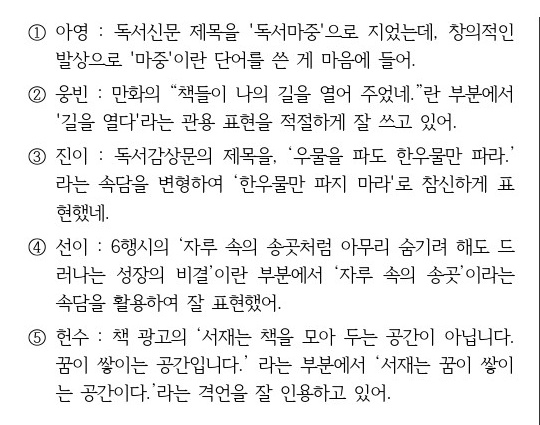 ① 아영 : 독서신문 제목을 '독서마중'으로 지었는데, 창의적인
발상으로 '마중'이란 단어를 쓴 게 마음에 들어.
② 웅빈 : 만화의 “책들이 나의 길을 열어 주었네.”란 부분에서
'길을 열다'라는 관용 표현을 적절하게 잘 쓰고 있어.
③ 진이 : 독서감상문의 제목을, ‘우물을 파도 한우물만 파라.’
라는 속담을 변형하여 ‘한우물만 파지 마라'로 참신하게 표
현했네.
④ 선이 : 6행시의 ‘자루 속의 송곳처럼 아무리 숨기려 해도 드
러나는 성장의 비결’이란 부분에서 ‘자루 속의 송곳’이라는
속담을 활용하여 잘 표현했어.
⑤ 헌수 : 책 광고의 ‘서재는 책을 모아 두는 공간이 아닙니다.
꿈이 쌓이는 공간입니다.’ 라는 부분에서 ‘서재는 꿈이 쌓이
는 공간이다.’라는 격언을 잘 인용하고 있어.